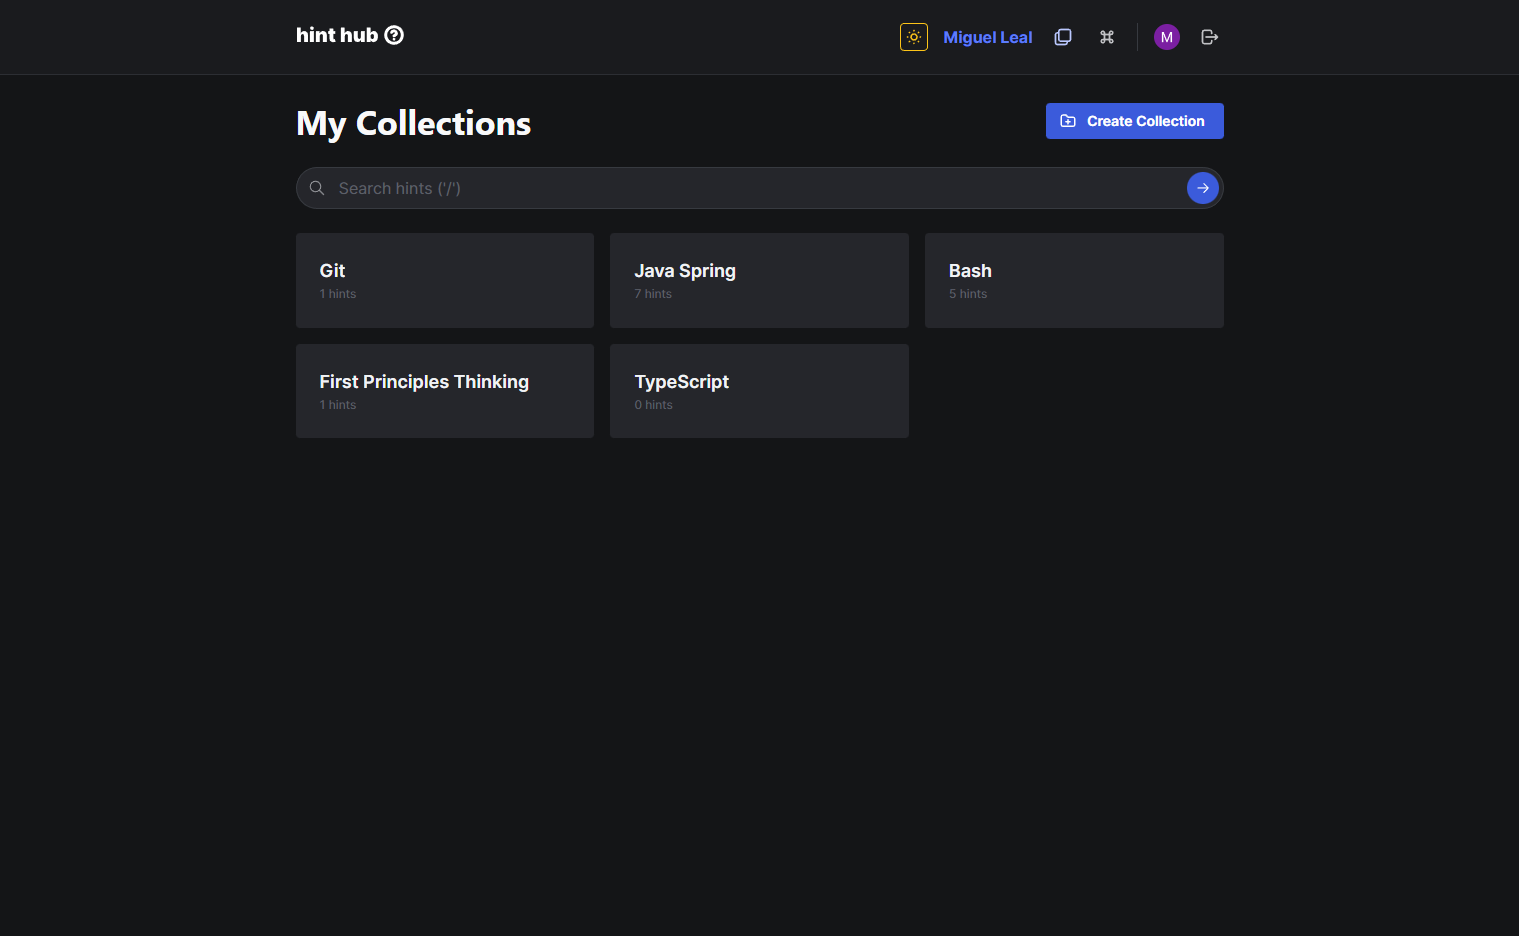 hint hub
Miguel Leal
M
My Collections
Create Collection
Search hints ('/')
Git
1 hints
Java Spring
7 hints
Bash
5 hints
First Principles Thinking
1 hints
TypeScript
0 hints